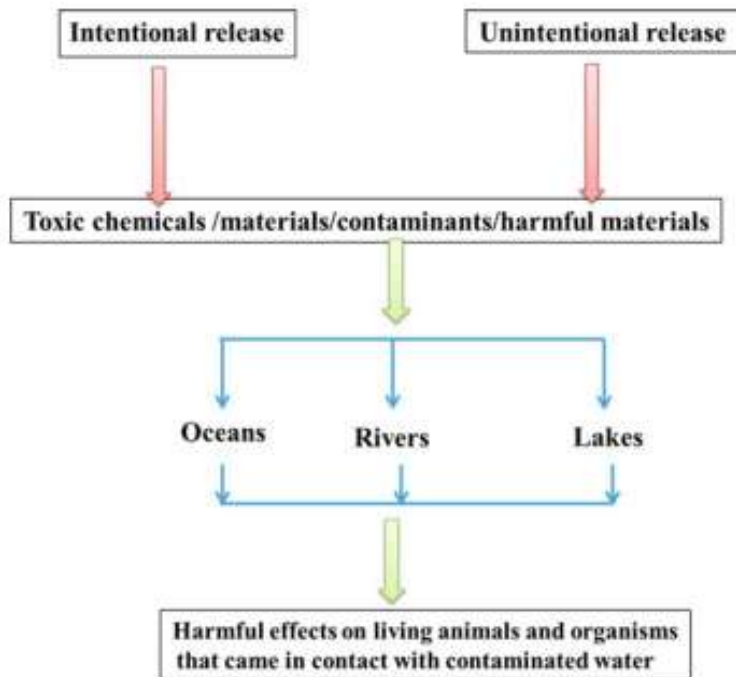 Intentional release
Unintentional release
Toxic chemicals /materials/contaminants/harmful materials
Oceans
Rivers
Lakes
Harmful effects on living animals and organisms
that came in contact with contaminated water